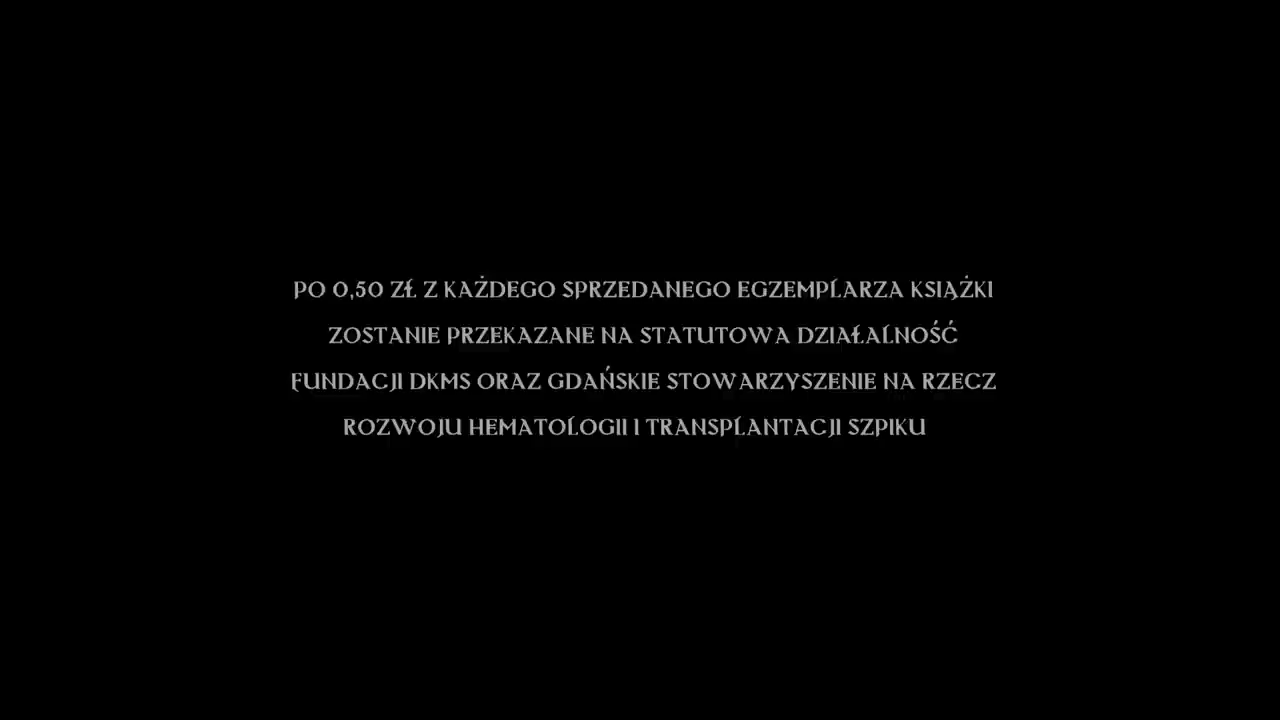 PO 0,50 ZŁ Z KAŻDEGO SPRZEDANEGO EGZEMPLARZA KSIĄŻKI
ZOSTANIE PRZEKAZANE NA STATUTOWA DZIAŁALNOŚĆ
FUNDACJI DKMS ORAZ GDAŃSKIE STOWARZYSZENIE NA RZECZ
ROZWOJU HEMATOLOGII I TRANSPLANTACJI SZPIKU